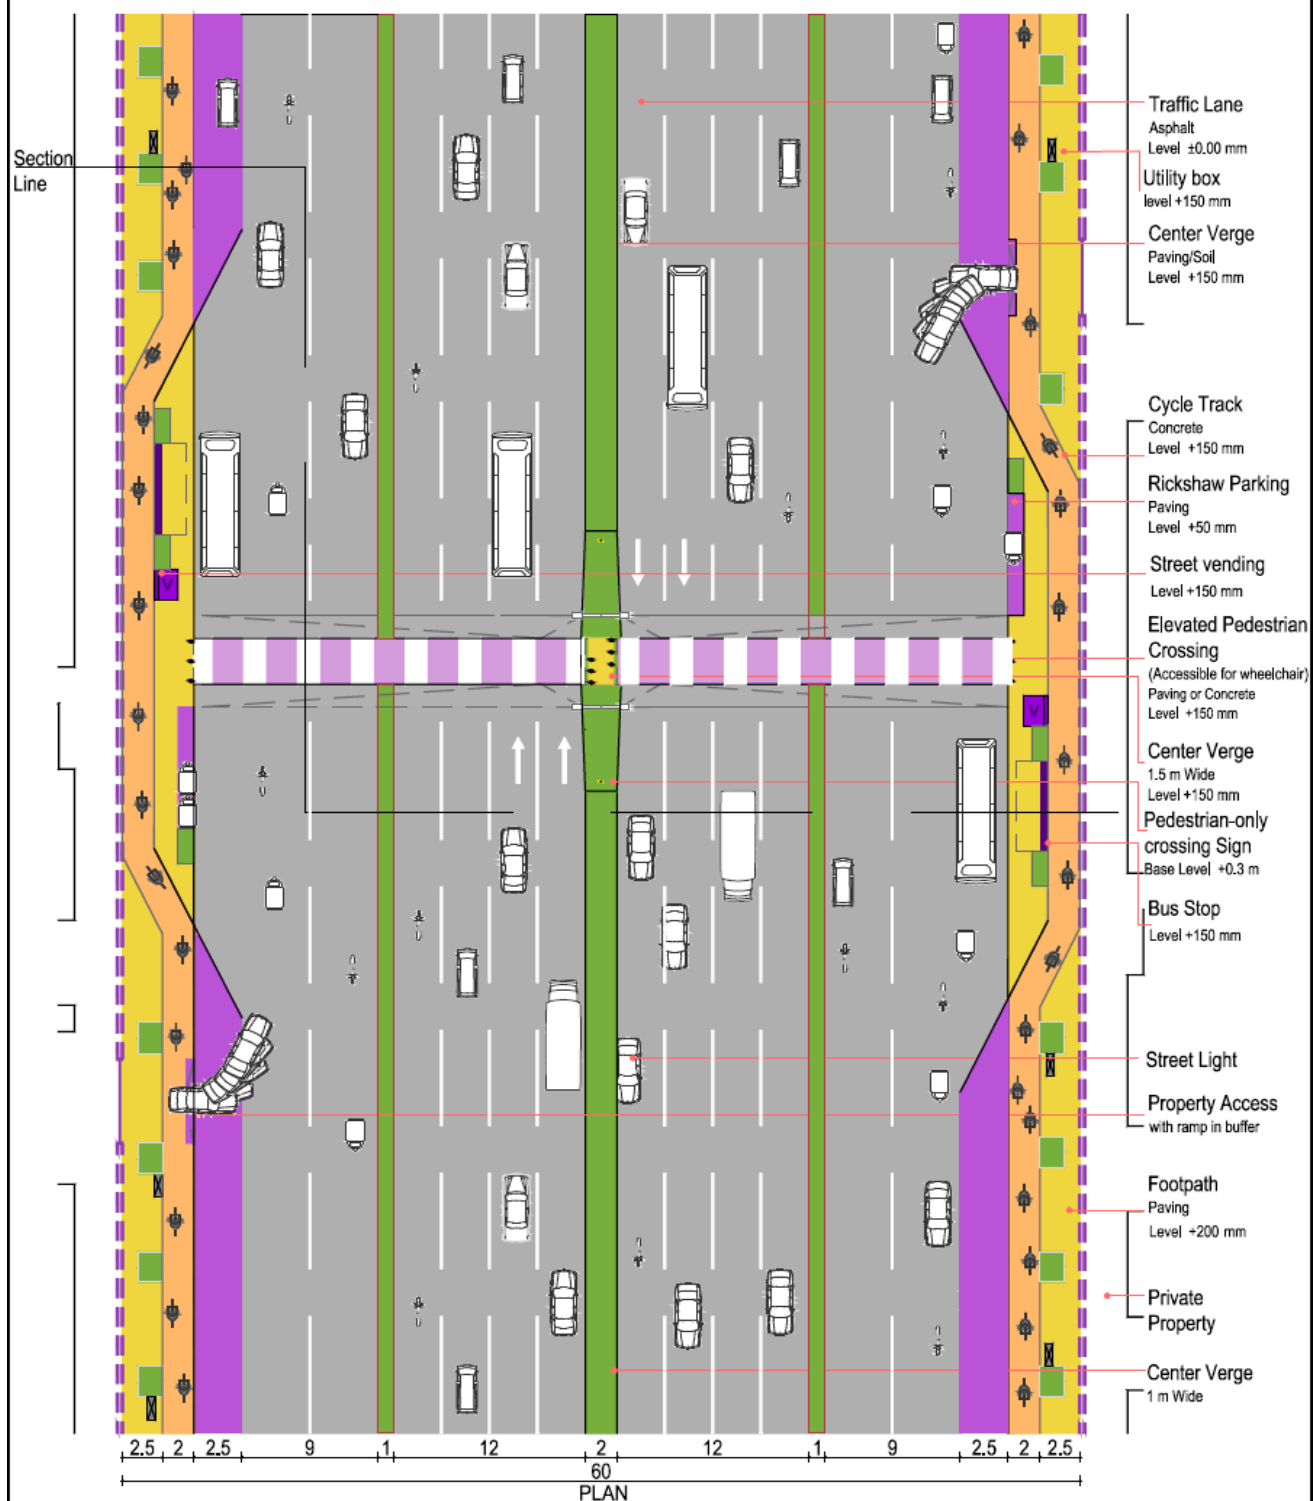 Section
Line
Traffic Lane
Asphalt
Level ±0.00 mm
Utility box
level +150 mm
Center Verge
Paving/Soil
Level +150 mm
Cycle Track
Concrete
Level +150 mm
Rickshaw Parking
Paving
Level +50 mm
Street vending
Level +150 mm
Elevated Pedestrian
Crossing
(Accessible for wheelchair)
Paving or Concrete
Level +150 mm
Center Verge
1.5 m Wide
Level +150 mm
Pedestrian-only
crossing Sign
Base Level +0.3 m
Bus Stop
Level +150 mm
Street Light
Property Access
with ramp in buffer
Footpath
Paving
Level +200 mm
Private
Property
Center Verge
1 m Wide
V
V
2.5 2 2.5 9 1 12 2 12 1 9 2.5 2 2.5
60
PLAN